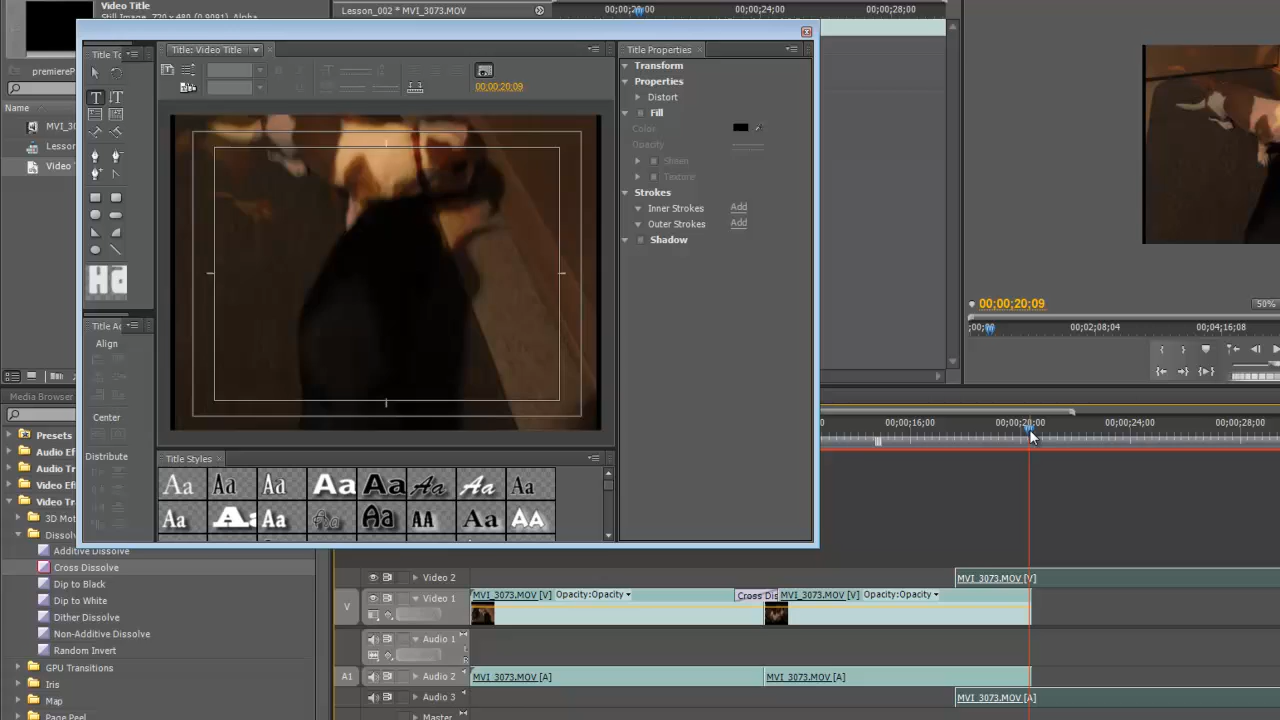 Video Title
Still Image, 720 x 480 (0.9091), Alpha
Lesson_002 * MVI_3073.MOV
00;00;20;00
00;00;24;00
00;00;28;00
premiereP
Name
MVI_30
Lesson
Video T
Title To
Title: Video Title
Title Properties
Transform
Properties
Distort
Fill
Color
Opacity
Sheen
Texture
Strokes
Inner Strokes
Add
Outer Strokes
Add
Shadow
00;00;20;09
Title Ac
Align
Center
Distribute
Title Styles
Aa Aa Aa Aa Aa Aa Aa Aa
Aa Aa Aa Aa Aa AA Aa AA
00;00;20;09
50%
;00;00
00;02;08;04
00;04;16;08
Media Browser
Presets
Audio Ef
Audio Tr
Video Ef
Video Tra
3D Mot
Dissolv
Additive Dissolve
Cross Dissolve
Dip to Black
Dip to White
Dither Dissolve
Non-Additive Dissolve
Random Invert
GPU Transitions
Iris
Map
Page Peel
00;00;16;00
00;00;20;00
00;00;24;00
00;00;28;00
Video 2
MVI_3073.MOV [V]
V
Video 1
MVI_3073.MOV [V] Opacity:Opacity
Cross Dis
MVI_3073.MOV [V] Opacity:Opacity
Audio 1
L
R
A1
Audio 2
MVI_3073.MOV [A]
MVI_3073.MOV [A]
Audio 3
MVI_3073.MOV [A]
Master